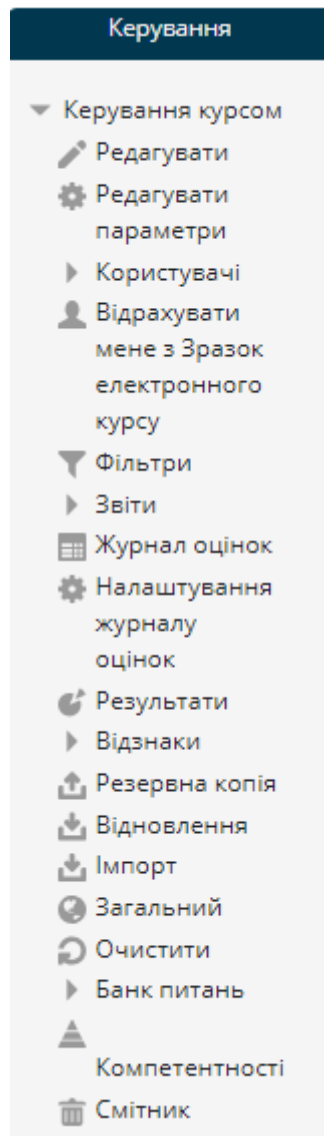 Керування
Керування курсом
Редагувати
Редагувати
параметри
Користувачі
Відрахувати
мене з Зразок
електронного
курсу
Фільтри
Звіти
Журнал оцінок
Налаштування
журналу
оцінок
Результати
Відзнаки
Резервна копія
Відновлення
Імпорт
Загальний
Очистити
Банк питань
Компетентності
Смітник